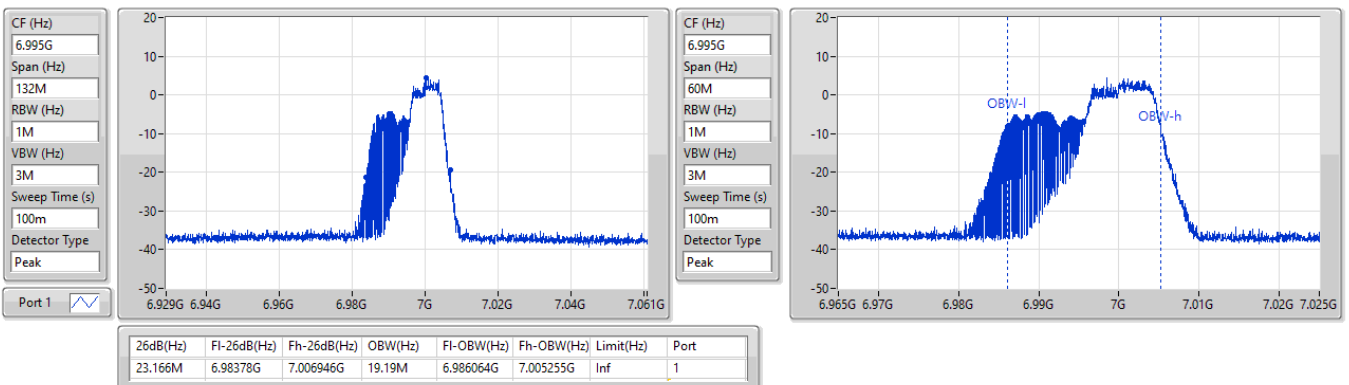 CF (Hz)
6.995G
Span (Hz)
132M
RBW (Hz)
1M
VBW (Hz)
3M
Sweep Time (s)
100m
Detector Type
Peak
Port 1
20
10
0
-10
-20
-30
-40
-50
6.929G 6.94G 6.96G 6.98G 7G 7.02G 7.04G 7.061G
CF (Hz)
6.995G
Span (Hz)
60M
RBW (Hz)
1M
VBW (Hz)
3M
Sweep Time (s)
100m
Detector Type
Peak
20
10
0
-10
-20
-30
-40
-50
OBW-l
OBW-h
6.965G 6.97G 6.98G 6.99G 7G 7.01G 7.02G 7.025G
26dB(Hz) Fl-26dB(Hz) Fh-26dB(Hz) OBW(Hz) Fl-OBW(Hz) Fh-OBW(Hz) Limit(Hz) Port
23.166M 6.98378G 7.006946G 19.19M 6.986064G 7.005255G Inf 1